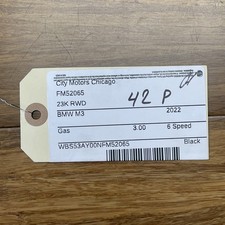 City Motors Chicago
FM52065
23K RWD
42 P
BMW M3 2022
Gas 3.00 6 Speed
WBS53AY00NFM52065 Black